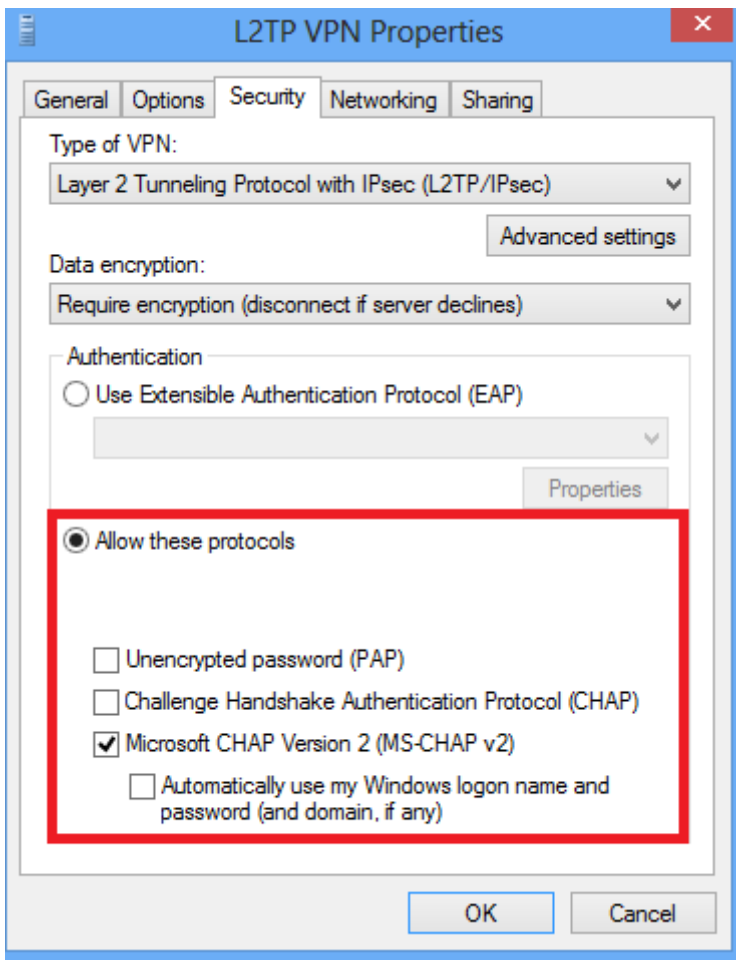 L2TP VPN Properties
General Options Security Networking Sharing
Type of VPN:
Layer 2 Tunneling Protocol with IPsec (L2TP/IPsec)
Advanced settings
Data encryption:
Require encryption (disconnect if server declines)
Authentication
Use Extensible Authentication Protocol (EAP)
Properties
Allow these protocols
Unencrypted password (PAP)
Challenge Handshake Authentication Protocol (CHAP)
Microsoft CHAP Version 2 (MS-CHAP v2)
Automatically use my Windows logon name and
password (and domain, if any)
OK Cancel